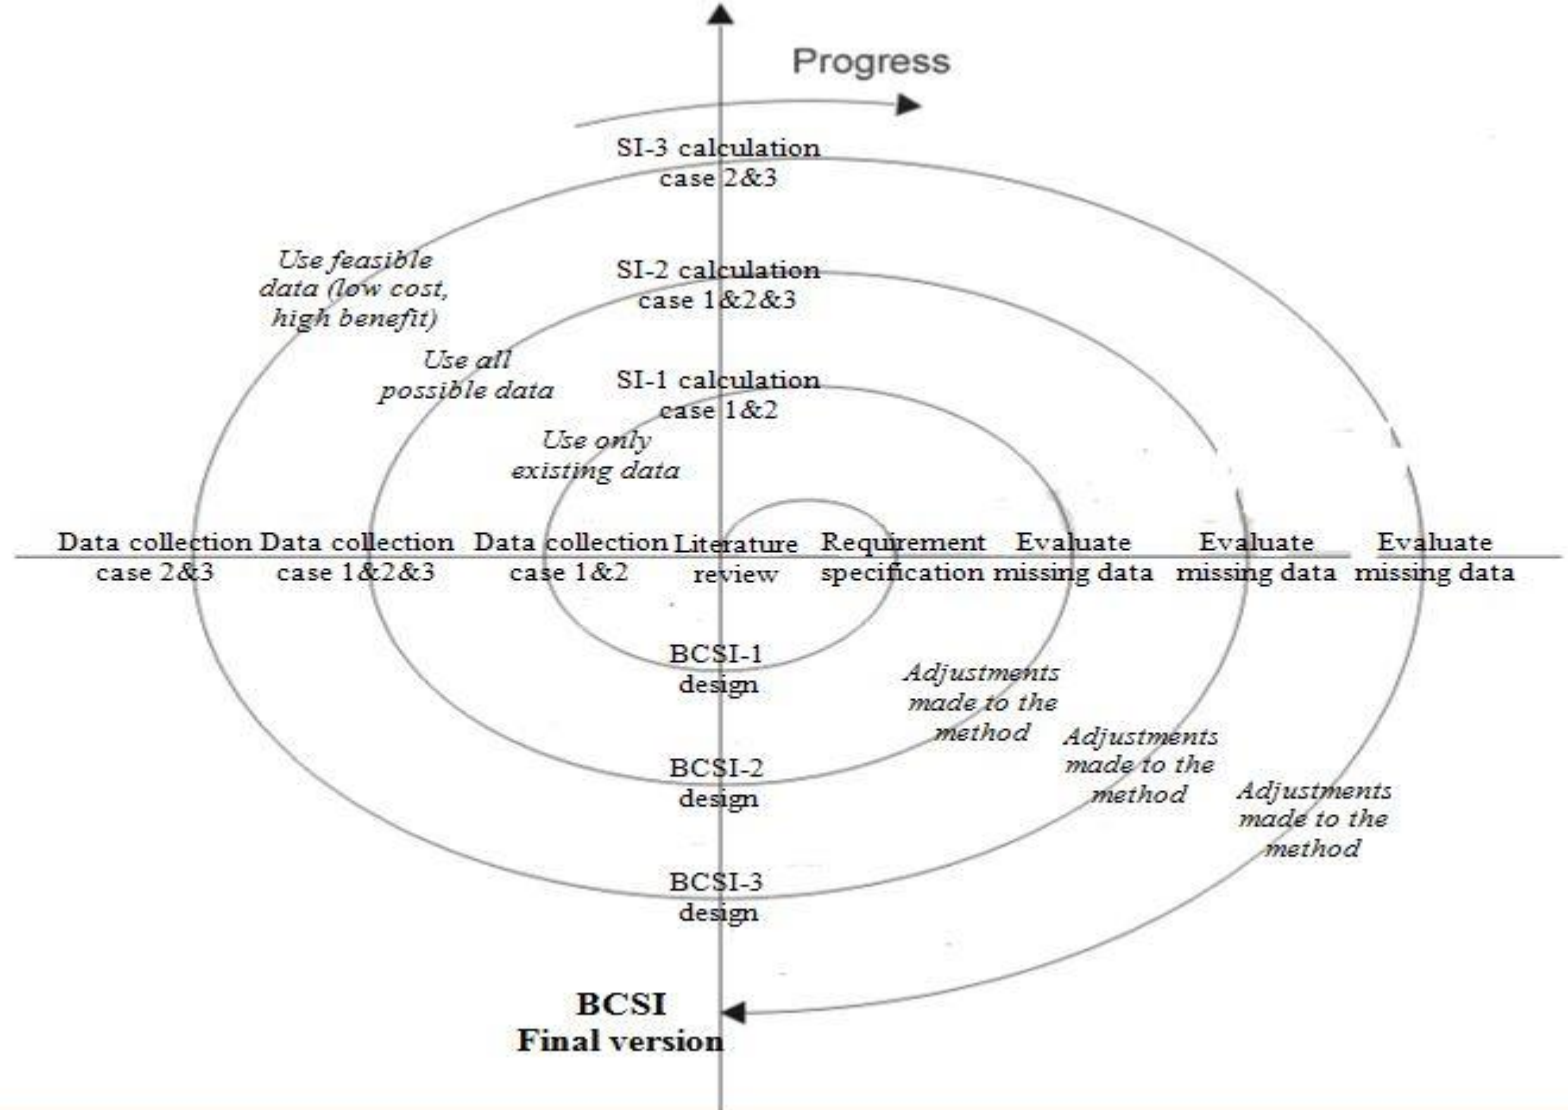 Progress
SI-3 calculation
case 2&3
Use feasible
data (low cost,
high benefit)
SI-2 calculation
case 1&2&3
Use all
possible data
SI-1 calculation
case 1&2
Use only
existing data
Data collection
case 2&3
Data collection
case 1&2&3
Data collection
case 1&2
Literature
review
Requirement
specification
Evaluate
missing data
Evaluate
missing data
Evaluate
missing data
BCSI-1
design
Adjustments
made to the
method
Adjustments
made to the
method
BCSI-2
design
Adjustments
made to the
method
BCSI-3
design
BCSI
Final version